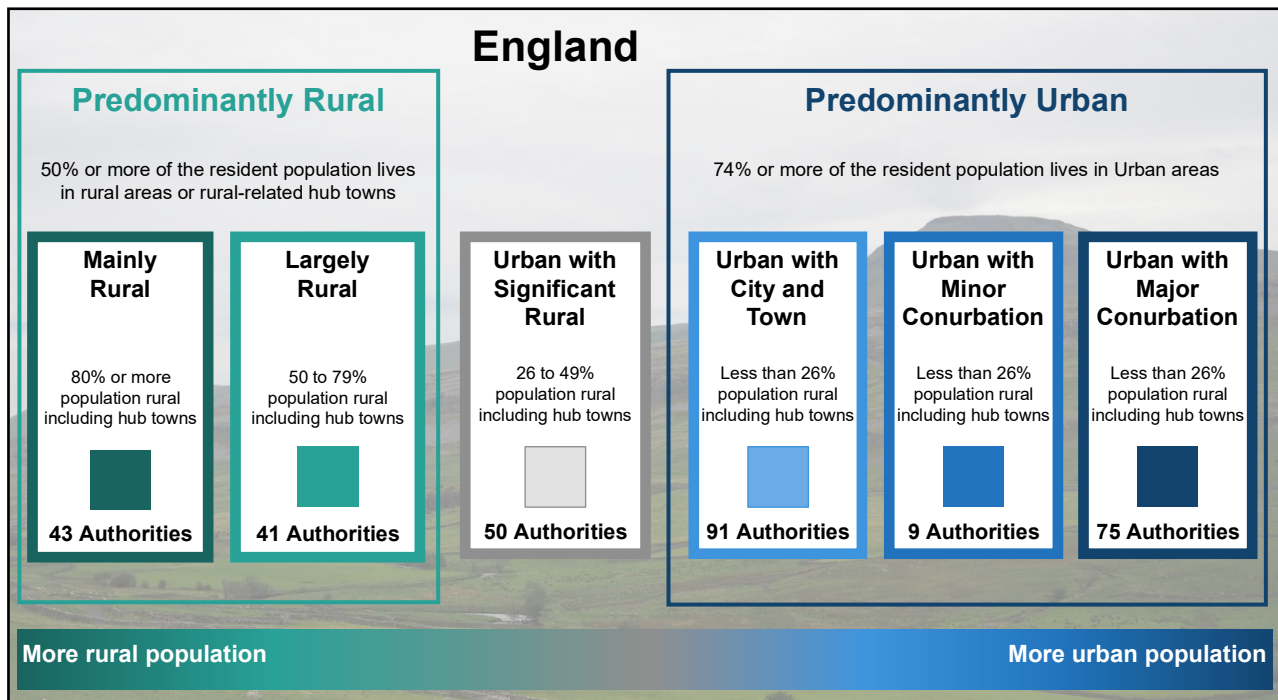 England
Predominantly Rural
50% or more of the resident population lives
in rural areas or rural-related hub towns
Mainly
Rural
80% or more
population rural
including hub towns
43 Authorities
Largely
Rural
50 to 79%
population rural
including hub towns
41 Authorities
Urban with
Significant
Rural
26 to 49%
population rural
including hub towns
50 Authorities
Predominantly Urban
74% or more of the resident population lives in Urban areas
Urban with
City and
Town
Less than 26%
population rural
including hub towns
91 Authorities
Urban with
Minor
Conurbation
Less than 26%
population rural
including hub towns
9 Authorities
Urban with
Major
Conurbation
Less than 26%
population rural
including hub towns
75 Authorities
More rural population
More urban population